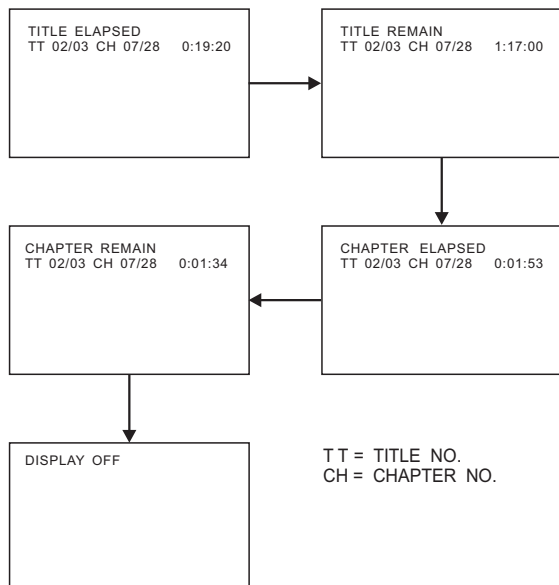 TITLE ELAPSED
TT 02/03 CH 07/28 0:19:20
TITLE REMAIN
TT 02/03 CH 07/28 1:17:00
CHAPTER REMAIN
TT 02/03 CH 07/28 0:01:34
CHAPTER ELAPSED
TT 02/03 CH 07/28 0:01:53
DISPLAY OFF
TT = TITLE NO.
CH = CHAPTER NO.